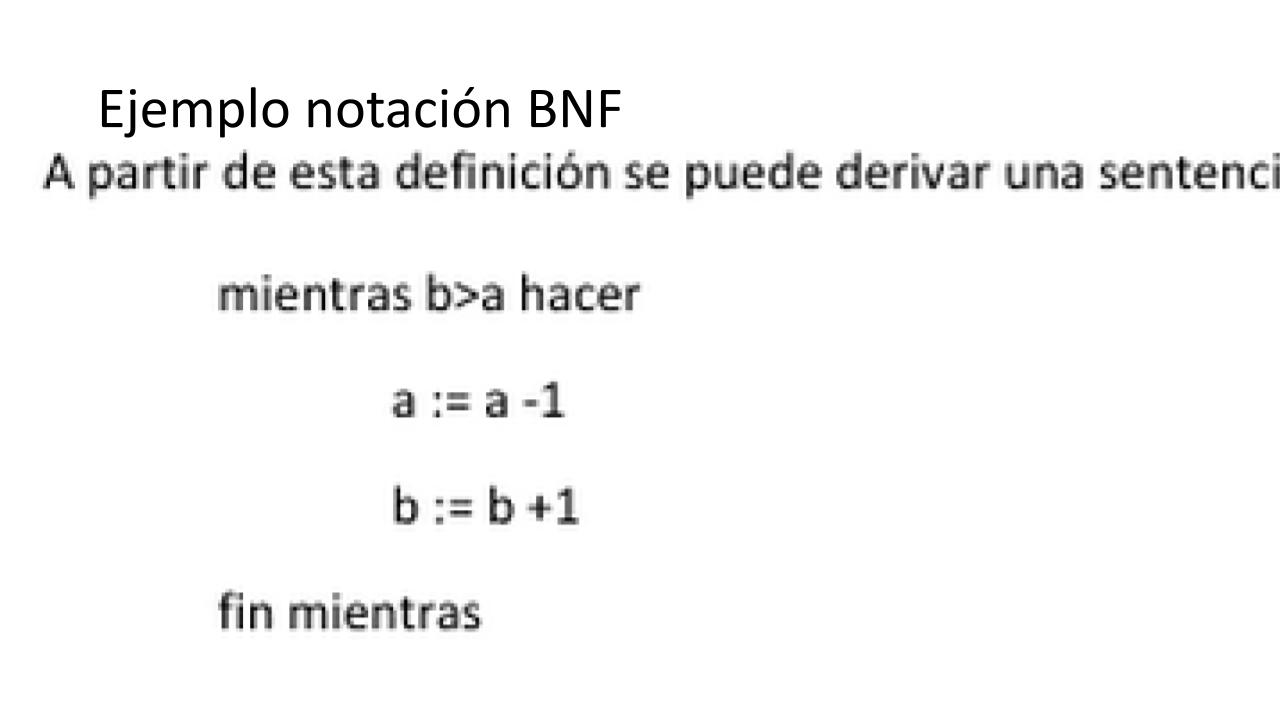 Ejemplo notación BNF
A partir de esta definición se puede derivar una sentenci
mientras b>a hacer
a := a -1
b := b +1
fin mientras